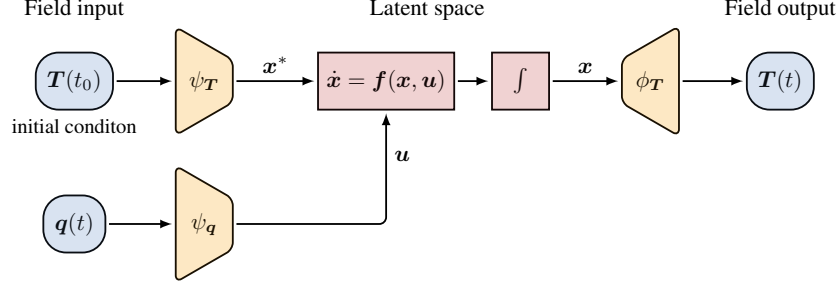 Field input
Latent space
Field output
T(t₀)
ψ_T
x*
ẋ = f(x, u)
∫
x
ϕ_T
T(t)
initial conditon
u
q(t)
ψ_q